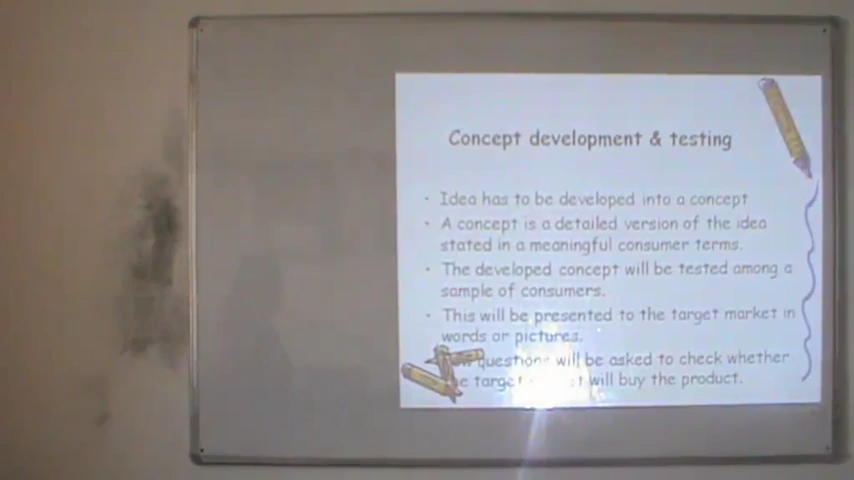 Concept development & testing
• Idea has to be developed into a concept
• A concept is a detailed version of the idea
stated in a meaningful consumer terms.
• The developed concept will be tested among a
sample of consumers.
• This will be presented to the target market in
words or pictures.
questions will be asked to check whether
target will buy the product.